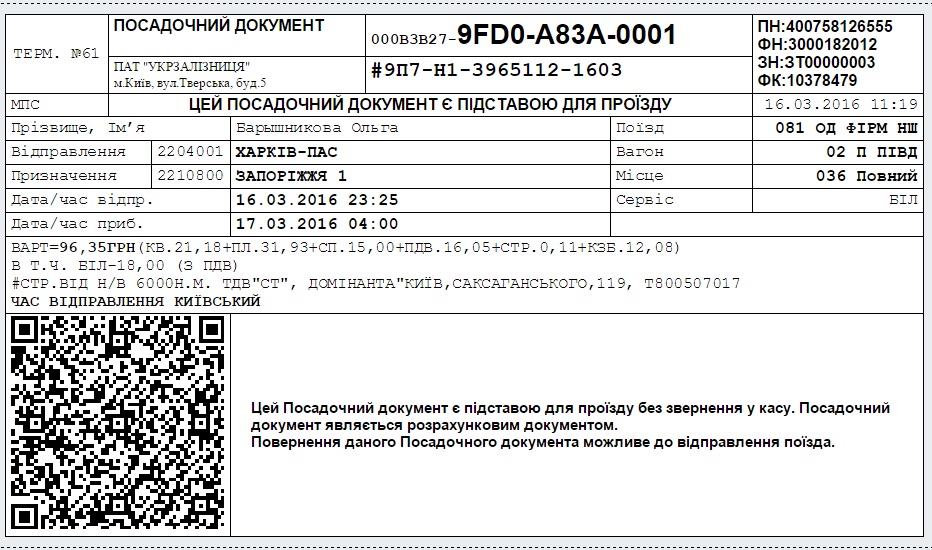 ТЕРМ. №61
ПОСАДОЧНИЙ ДОКУМЕНТ
ПАТ "УКРЗАЛІЗНИЦЯ"
м.Київ, вул.Тверська, буд.5
000B3B27-9FD0-A83A-0001
#9П7-Н1-3965112-1603
ПН:400758126555
ФН:3000182012
ЗН:ЗТ00000003
ФК:10378479
МПС ЦЕЙ ПОСАДОЧНИЙ ДОКУМЕНТ Є ПІДСТАВОЮ ДЛЯ ПРОЇЗДУ 16.03.2016 11:19
Прізвище, Ім’я Барышникова Ольга Поїзд 081 ОД ФІРМ НШ
Відправлення 2204001 ХАРКІВ-ПАС Вагон 02 П ПІВД
Призначення 2210800 ЗАПОРІЖЖЯ 1 Місце 036 Повний
Дата/час відпр. 16.03.2016 23:25 Сервіс БІЛ
Дата/час приб. 17.03.2016 04:00
ВАРТ=96,35ГРН(КВ.21,18+ПЛ.31,93+СП.15,00+ПДВ.16,05+СТР.0,11+КЗБ.12,08)
В Т.Ч. БІЛ-18,00 (З ПДВ)
#СТР.ВІД Н/В 6000Н.М. ТДВ"СТ", ДОМІНАНТА"КИЇВ,САКСАГАНСЬКОГО,119, Т800507017
ЧАС ВІДПРАВЛЕННЯ КИЇВСЬКИЙ
Цей Посадочний документ є підставою для проїзду без звернення у касу. Посадочний
документ являється розрахунковим документом.
Повернення даного Посадочного документа можливе до відправлення поїзда.